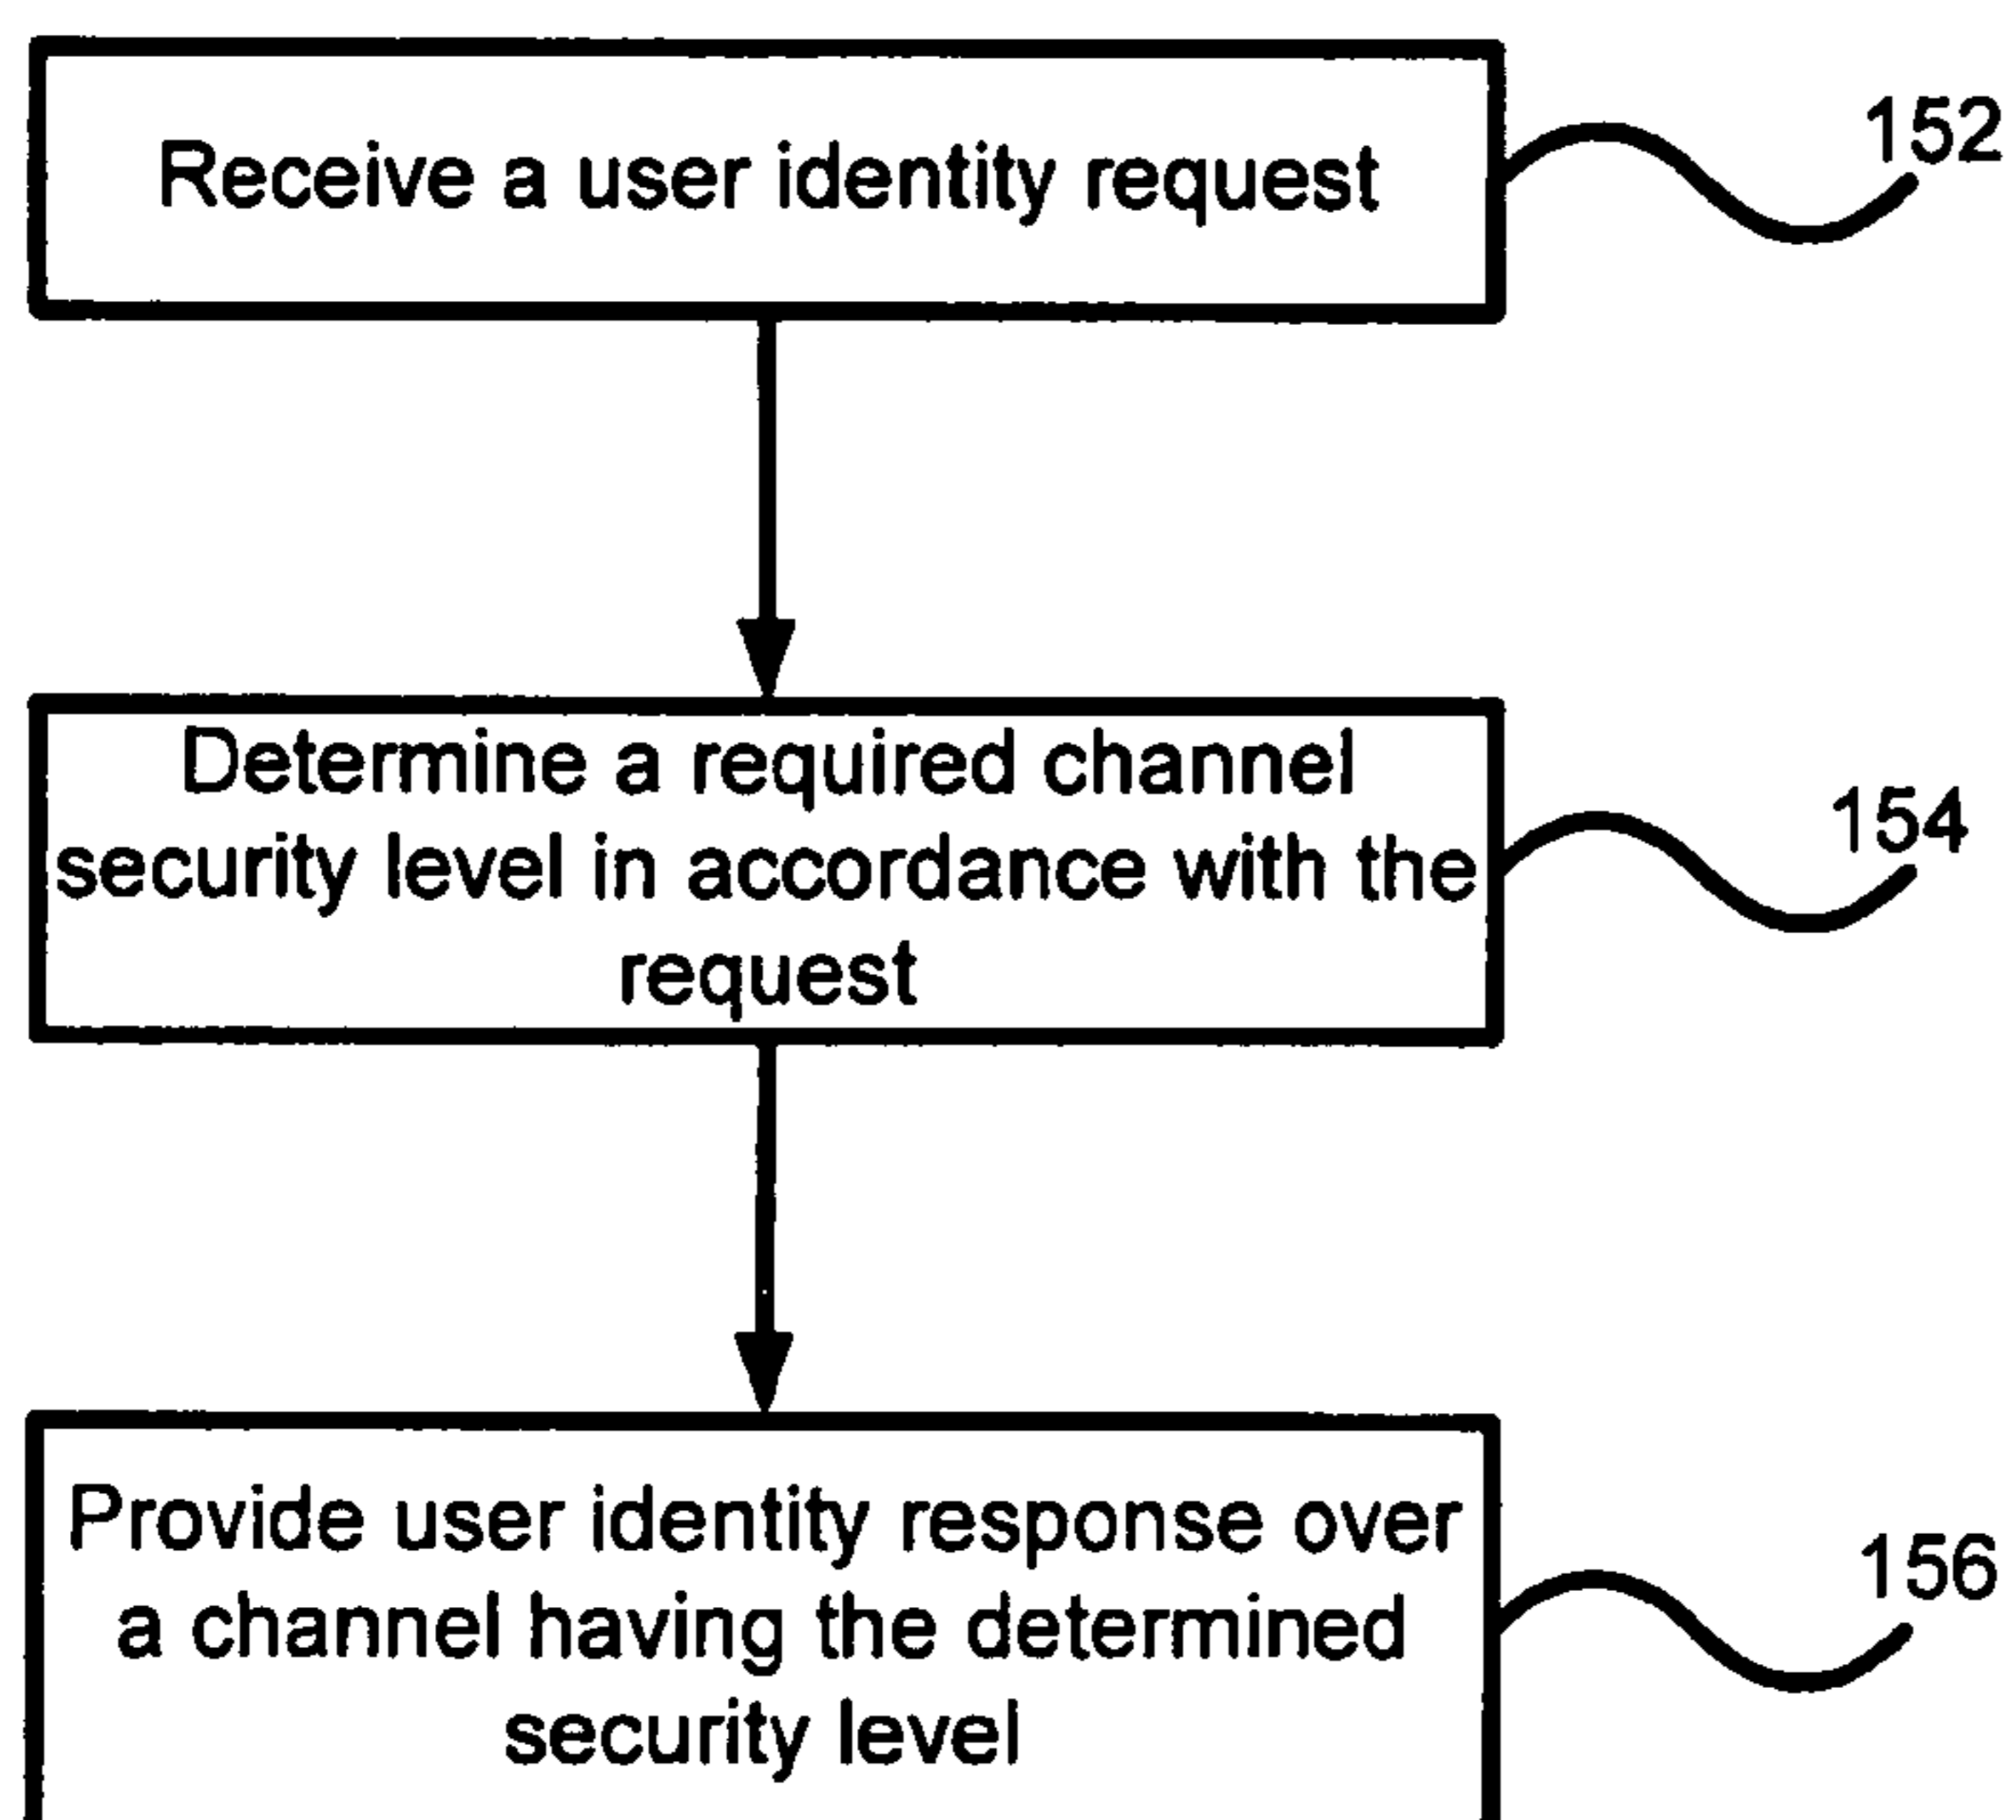 Receive a user identity request
152
Determine a required channel
security level in accordance with the
request
154
Provide user identity response over
a channel having the determined
security level
156